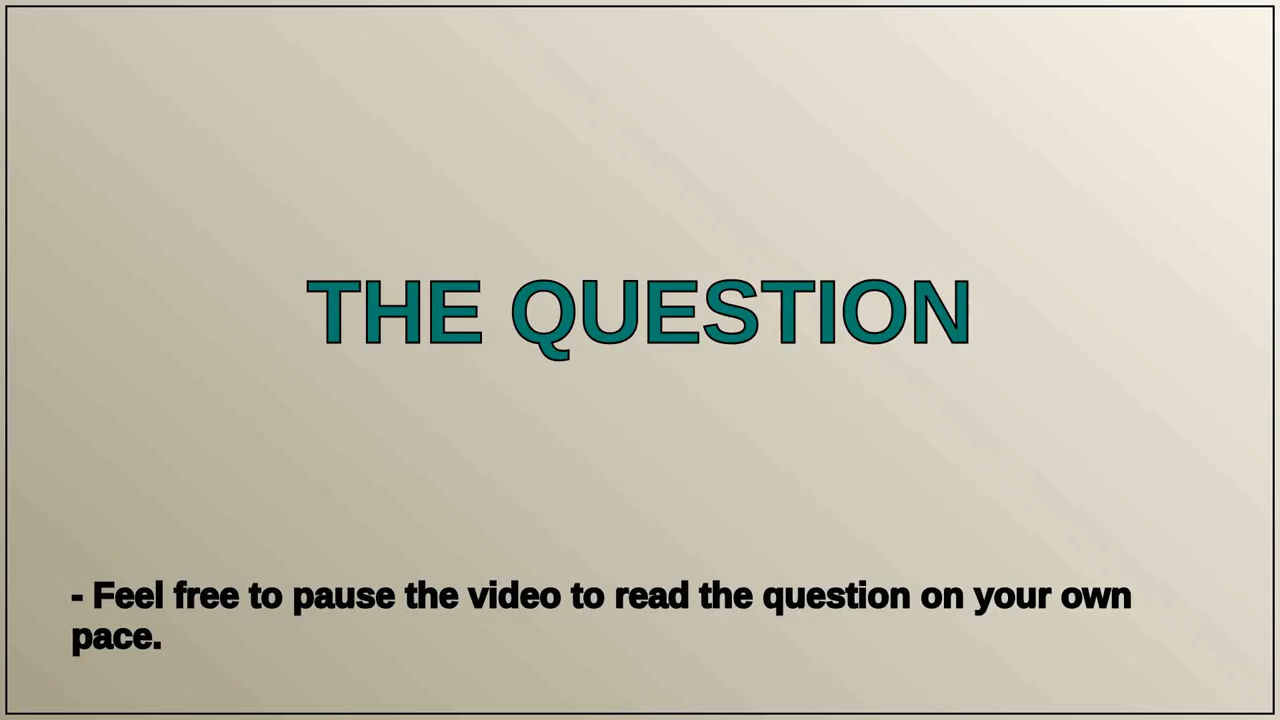 THE QUESTION
- Feel free to pause the video to read the question on your own
pace.